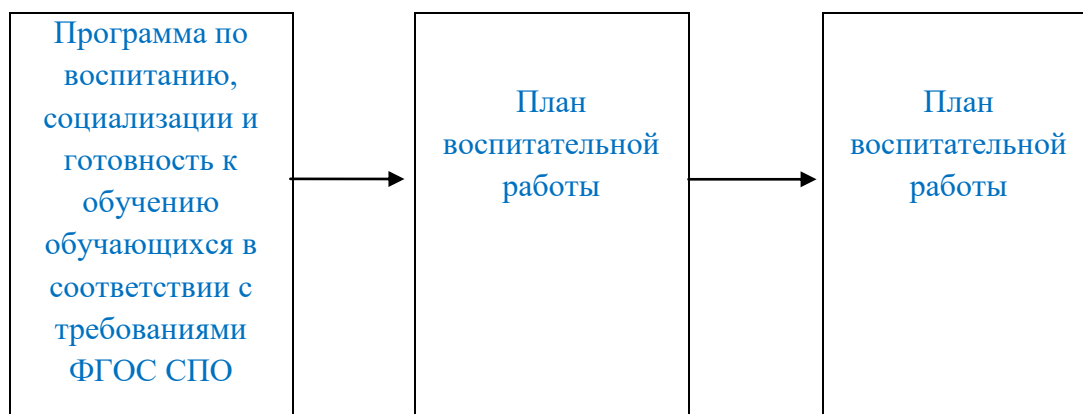 Программа по
воспитанию,
социализации и
готовность к
обучению
обучающихся в
соответствии с
требованиями
ФГОС СПО
План
воспитательной
работы
План
воспитательной
работы